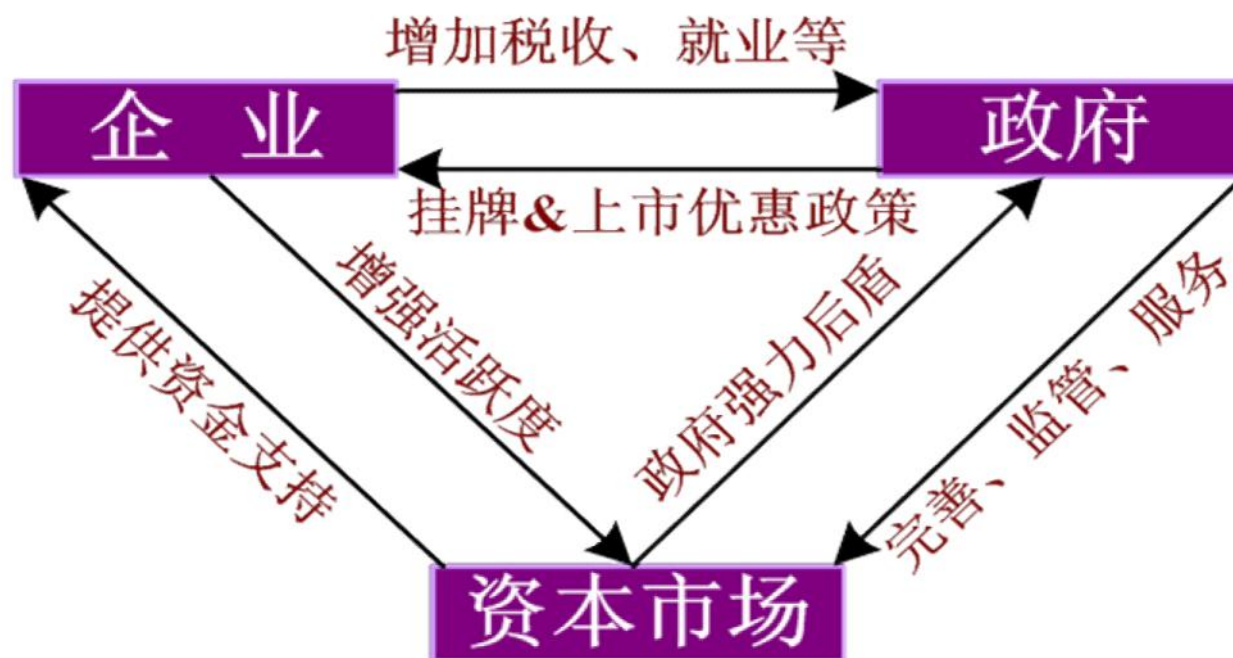 增加税收、就业等
企 业
政府
挂牌&上市优惠政策
增强活跃度
提供资金支持
政府强力后盾
完善、监管、服务
资本市场